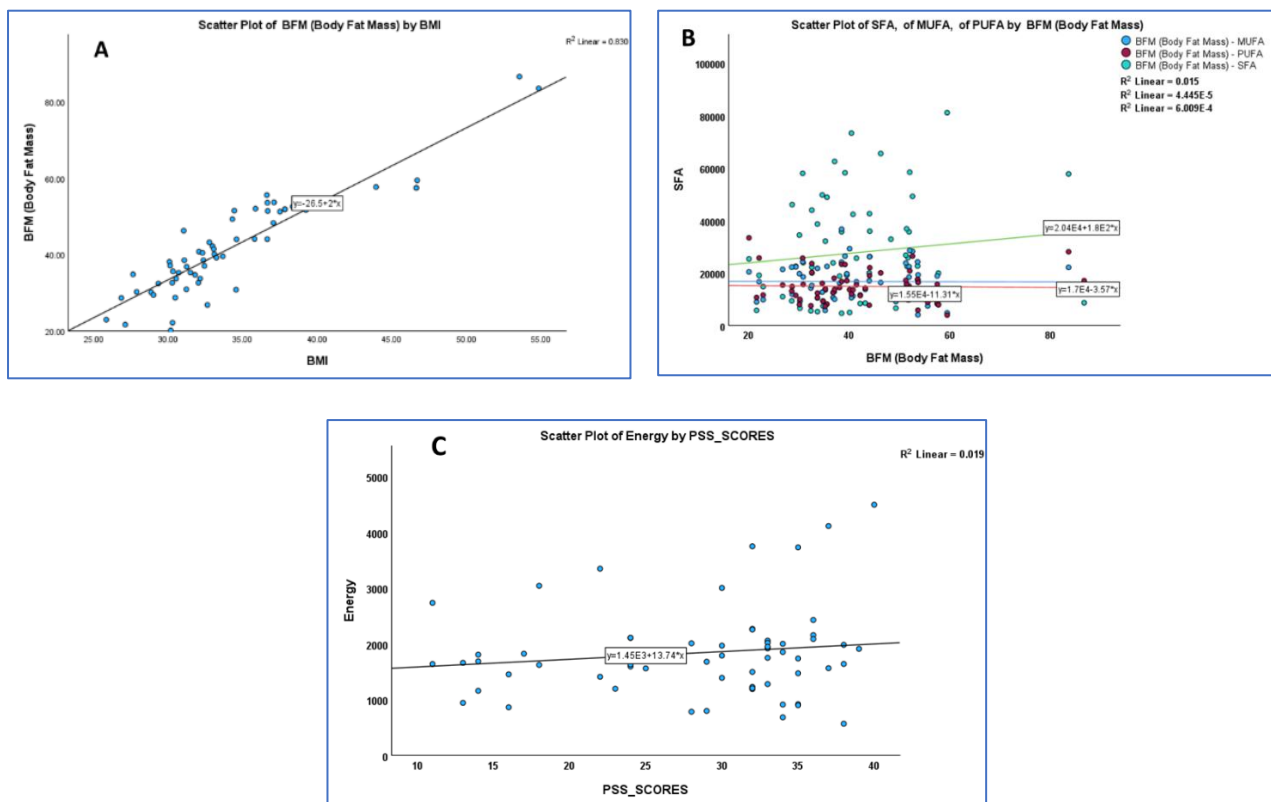 Scatter Plot of BFM (Body Fat Mass) by BMI
A
R² Linear = 0.830
80.00
60.00
40.00
20.00
BFM (Body Fat Mass)
y=-26.5+2*x
25.00 30.00 35.00 40.00 45.00 50.00 55.00
BMI
Scatter Plot of SFA, of MUFA, of PUFA by BFM (Body Fat Mass)
B
BFM (Body Fat Mass) - MUFA
BFM (Body Fat Mass) - PUFA
BFM (Body Fat Mass) - SFA
R² Linear = 0.015
R² Linear = 4.445E-5
R² Linear = 6.009E-4
100000
80000
60000
40000
20000
0
SFA
y=2.04E4+1.8E2*x
y=1.7E4-3.57*x
y=1.55E4-11.31*x
20 40 60 80
BFM (Body Fat Mass)
Scatter Plot of Energy by PSS_SCORES
C
R² Linear = 0.019
5000
4000
3000
2000
1000
0
Energy
y=1.45E3+13.74*x
10 15 20 25 30 35 40
PSS_SCORES